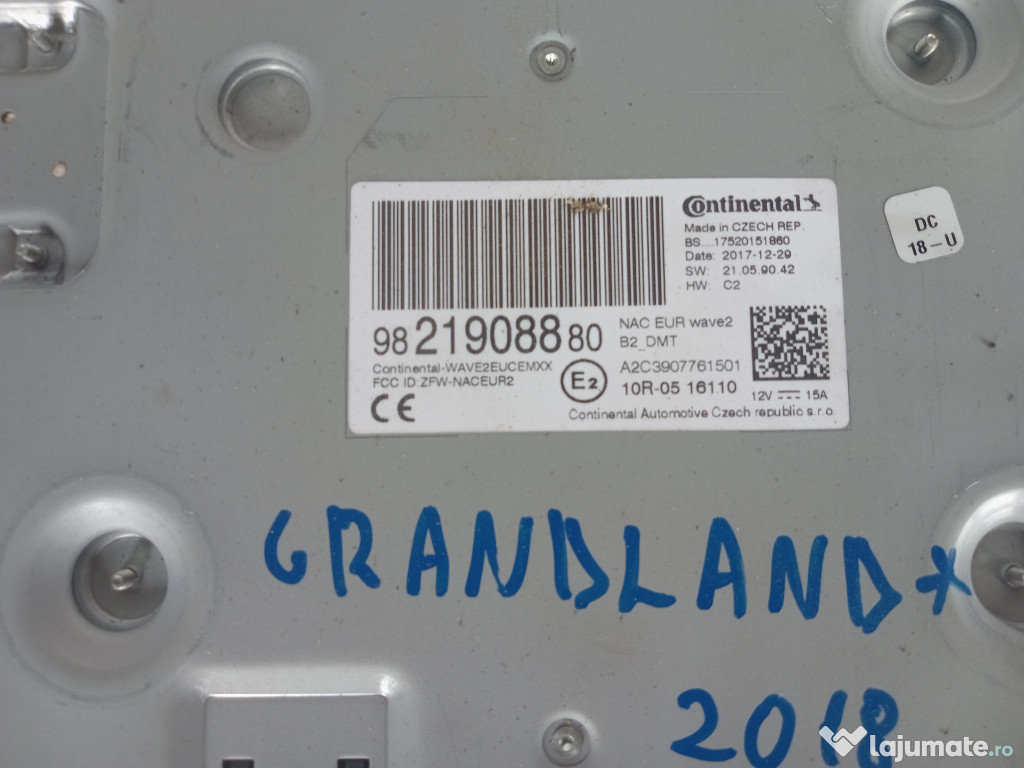 Continental
Made in CZECH REP.
BS....17520151860
Date: 2017-12-29
SW: 21.05.90.42
HW: C2
DC
18-U
98 219088 80
NAC EUR wave2
B2_DMT
Continental-WAVE2EUCEMXX
FCC ID:ZFW-NACEUR2
E2
A2C3907761501
10R-05 16110
12V 15A
CE
Continental Automotive Czech republic s.r.o.
GRANDLAND*
2018
lajumate.ro